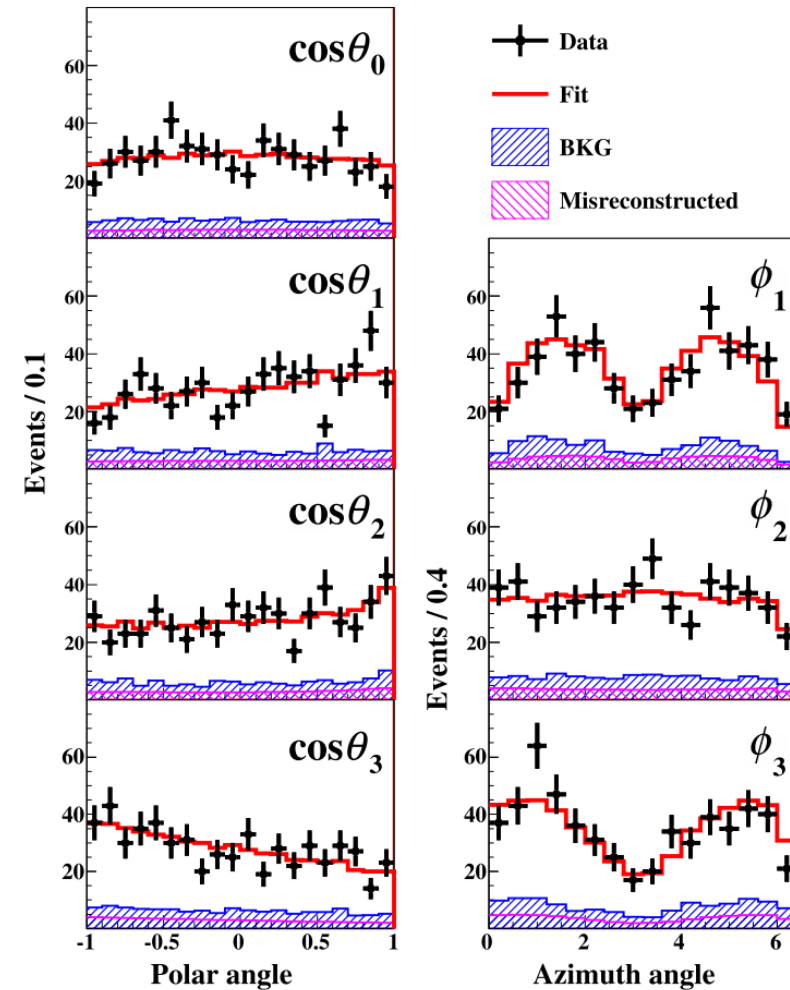 cosθ0
80
60
40
20
Data
Fit
BKG
Misreconstructed
cosθ1
60
40
20
ϕ1
60
40
20
Events / 0.1
cosθ2
60
40
20
ϕ2
60
40
20
Events / 0.4
cosθ3
60
40
20
ϕ3
60
40
20
-1 -0.5 0 0.5 1
0 2 4 6
Polar angle
Azimuth angle